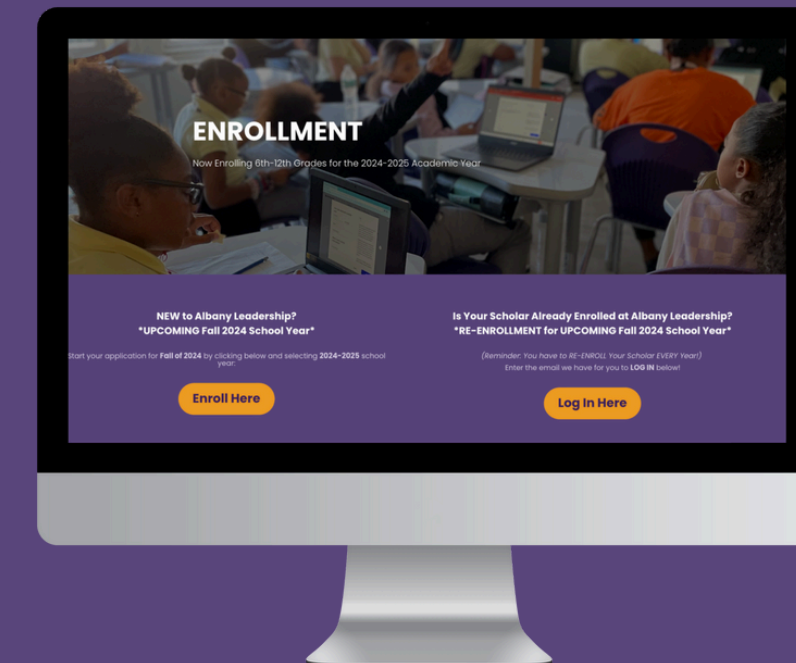 ENROLLMENT
Now Enrolling 6th-12th Grades for the 2024-2025 Academic Year
NEW to Albany Leadership?
*UPCOMING Fall 2024 School Year*
Start your application for Fall of 2024 by clicking below and selecting 2024-2025 school
year:
Enroll Here
Is Your Scholar Already Enrolled at Albany Leadership?
*RE-ENROLLMENT for UPCOMING Fall 2024 School Year*
(Reminder: You have to RE-ENROLL Your Scholar EVERY Year!)
Enter the email we have for you to LOG IN below!
Log In Here